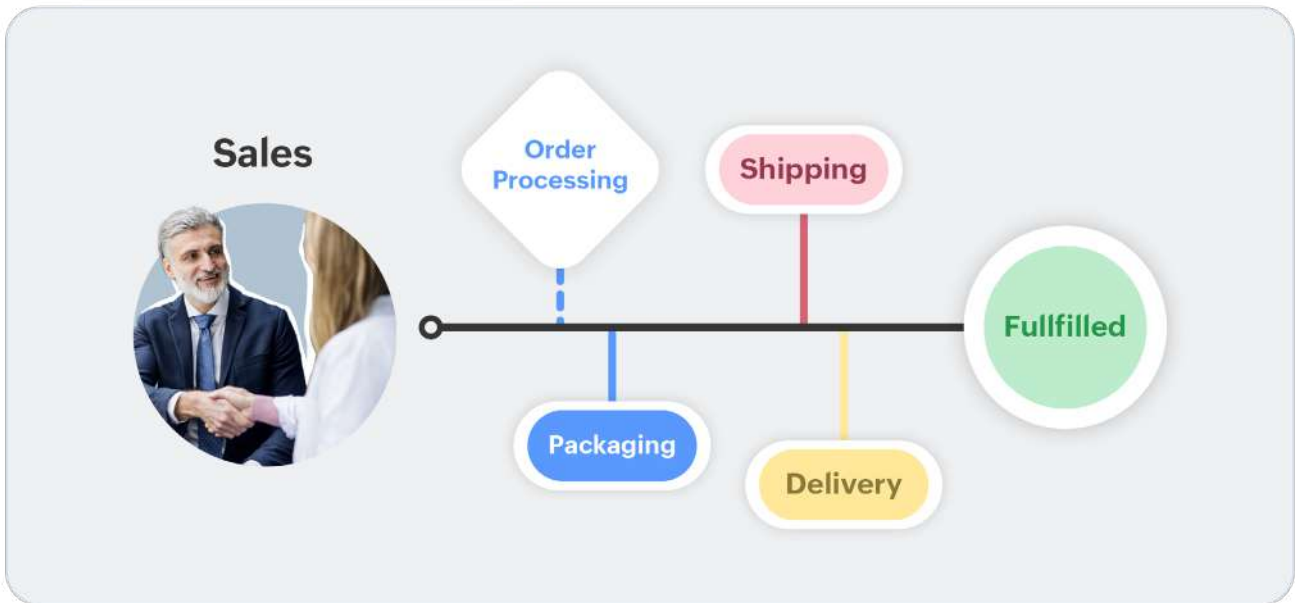 Sales
Order
Processing
Shipping
Fullfilled
Packaging
Delivery